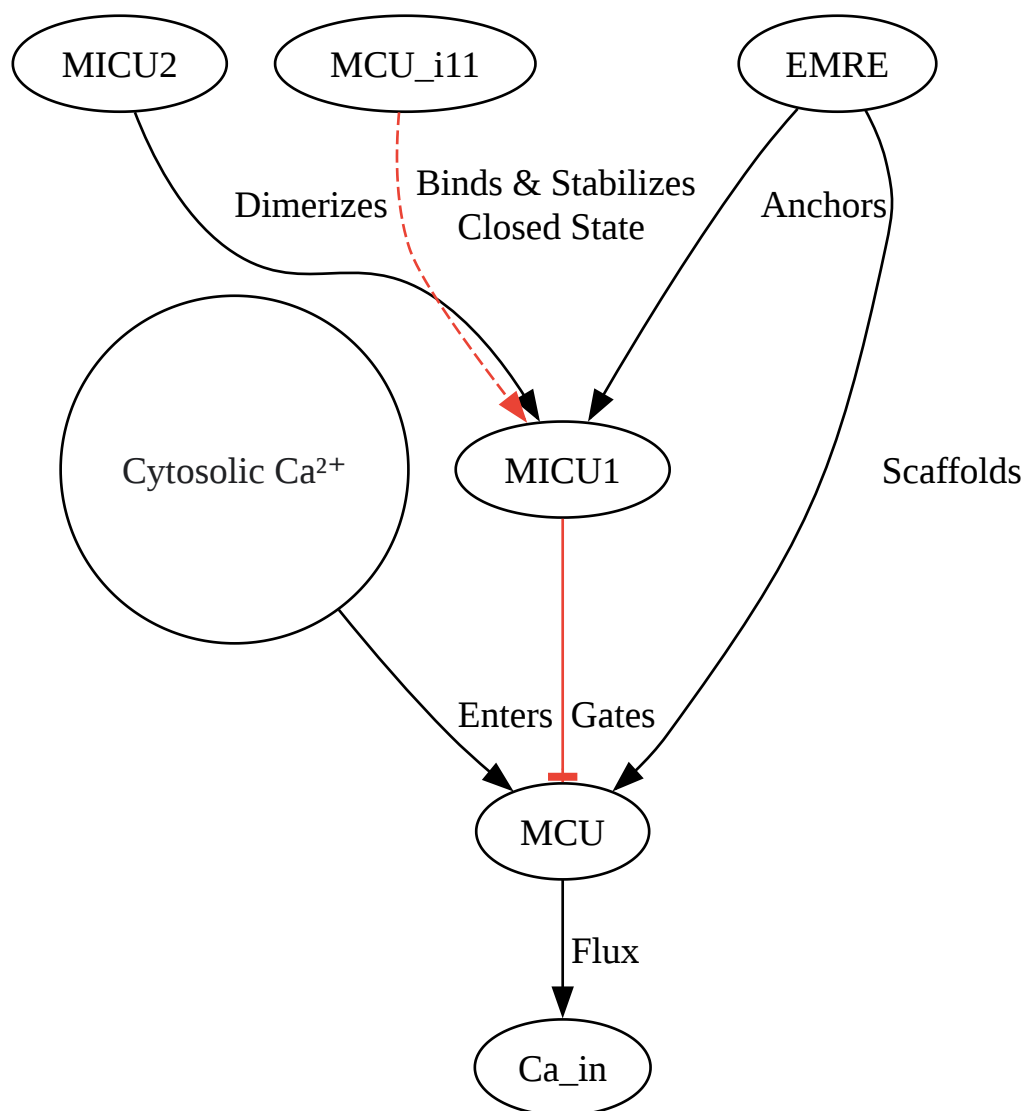 MICU2
MCU_i11
EMRE
Dimerizes
Binds & Stabilizes
Closed State
Anchors
Cytosolic Ca²⁺
MICU1
Scaffolds
Enters
Gates
MCU
Flux
Ca_in